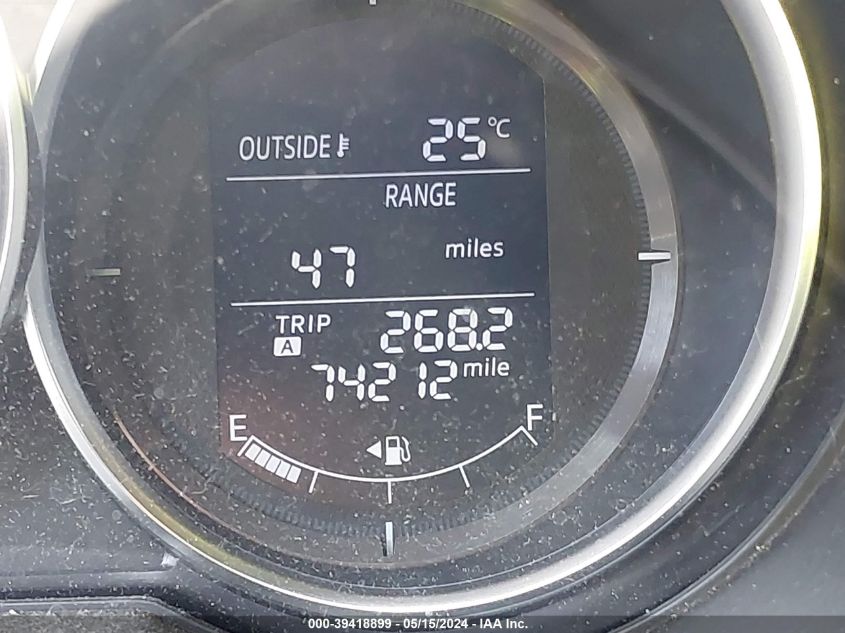 OUTSIDE 25°C
RANGE
47 miles
TRIP A 268.2
74212 mile
E F
000-39418899 - 05/15/2024 - IAA Inc.